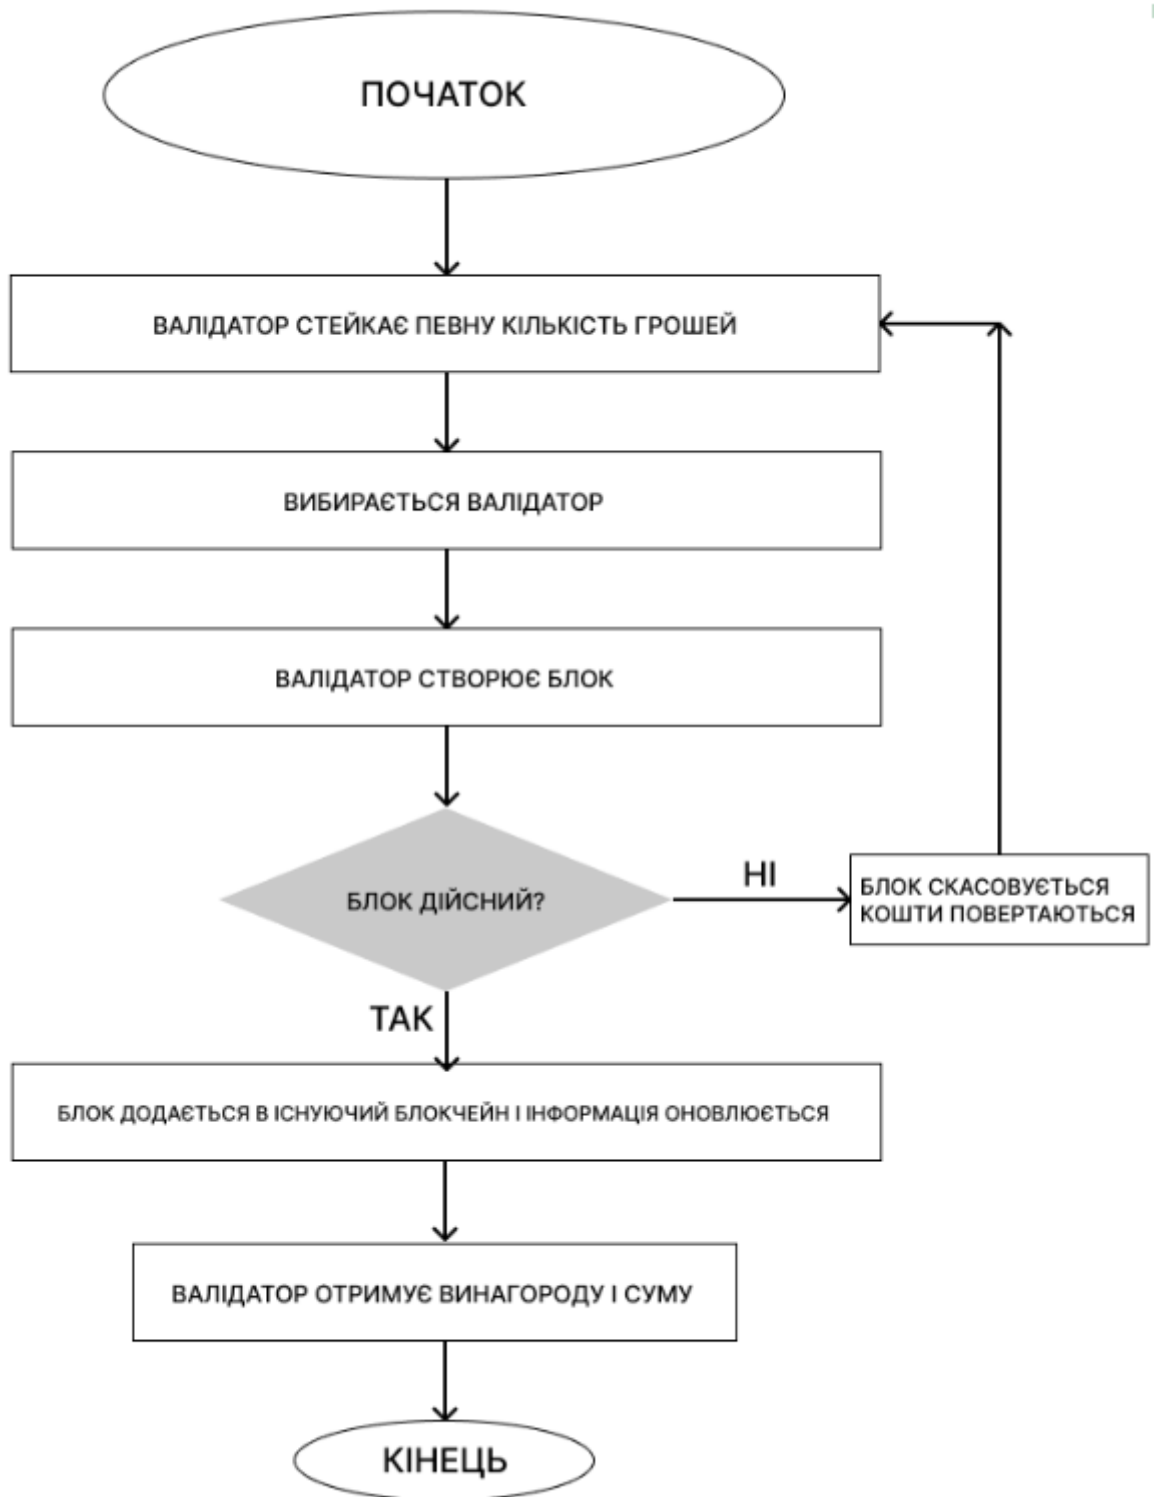 ПОЧАТОК
ВАЛІДАТОР СТЕЙКАЄ ПЕВНУ КІЛЬКІСТЬ ГРОШЕЙ
ВИБИРАЄТЬСЯ ВАЛІДАТОР
ВАЛІДАТОР СТВОРЮЄ БЛОК
БЛОК ДІЙСНИЙ?
НІ
БЛОК СКАСОВУЄТЬСЯ
КОШТИ ПОВЕРТАЮТЬСЯ
ТАК
БЛОК ДОДАЄТЬСЯ В ІСНУЮЧИЙ БЛОКЧЕЙН І ІНФОРМАЦІЯ ОНОВЛЮЄТЬСЯ
ВАЛІДАТОР ОТРИМУЄ ВИНАГОРОДУ І СУМУ
КІНЕЦЬ